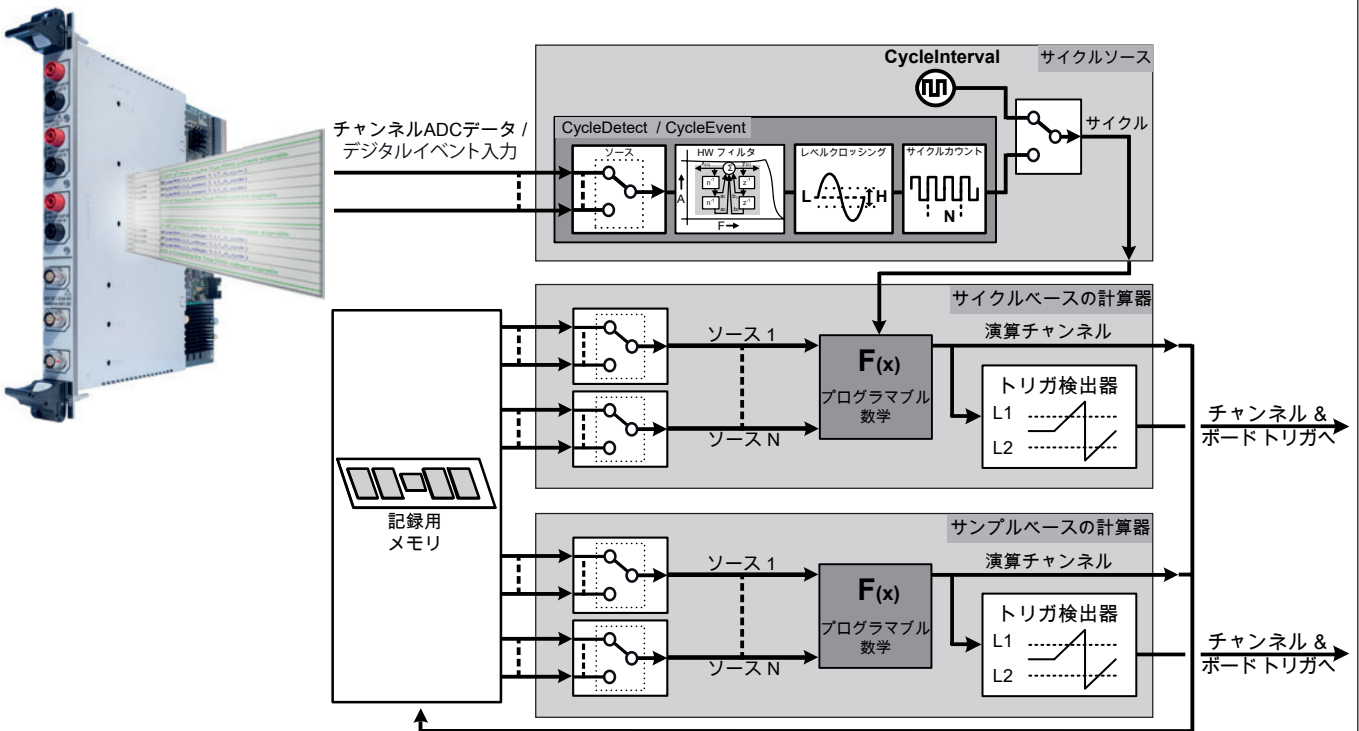 CycleInterval
サイクルソース
チャンネルADCデータ /
デジタルイベント入力
CycleDetect / CycleEvent
サイクル
ソース
HW フィルタ
レベルクロッシング
サイクルカウント
Σ
n⁻¹
z⁻¹
n⁻¹
z⁻¹
A
F
L
H
N
サイクルベースの計算器
ソース 1
ソース N
F(x)
プログラマブル
数学
演算チャンネル
トリガ検出器
L1
L2
チャンネル &
ボードトリガへ
記録用
メモリ
サンプルベースの計算器
ソース 1
ソース N
F(x)
プログラマブル
数学
演算チャンネル
トリガ検出器
L1
L2
チャンネル &
ボードトリガへ